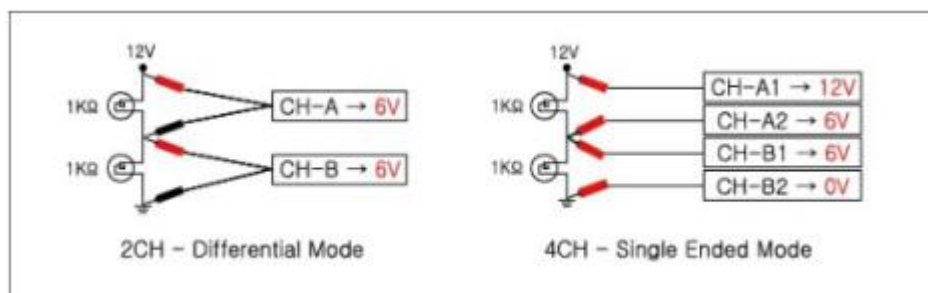 12V
1KΩ
CH-A → 6V
1KΩ
CH-B → 6V
2CH - Differential Mode
12V
1KΩ
1KΩ
CH-A1 → 12V
CH-A2 → 6V
CH-B1 → 6V
CH-B2 → 0V
4CH - Single Ended Mode